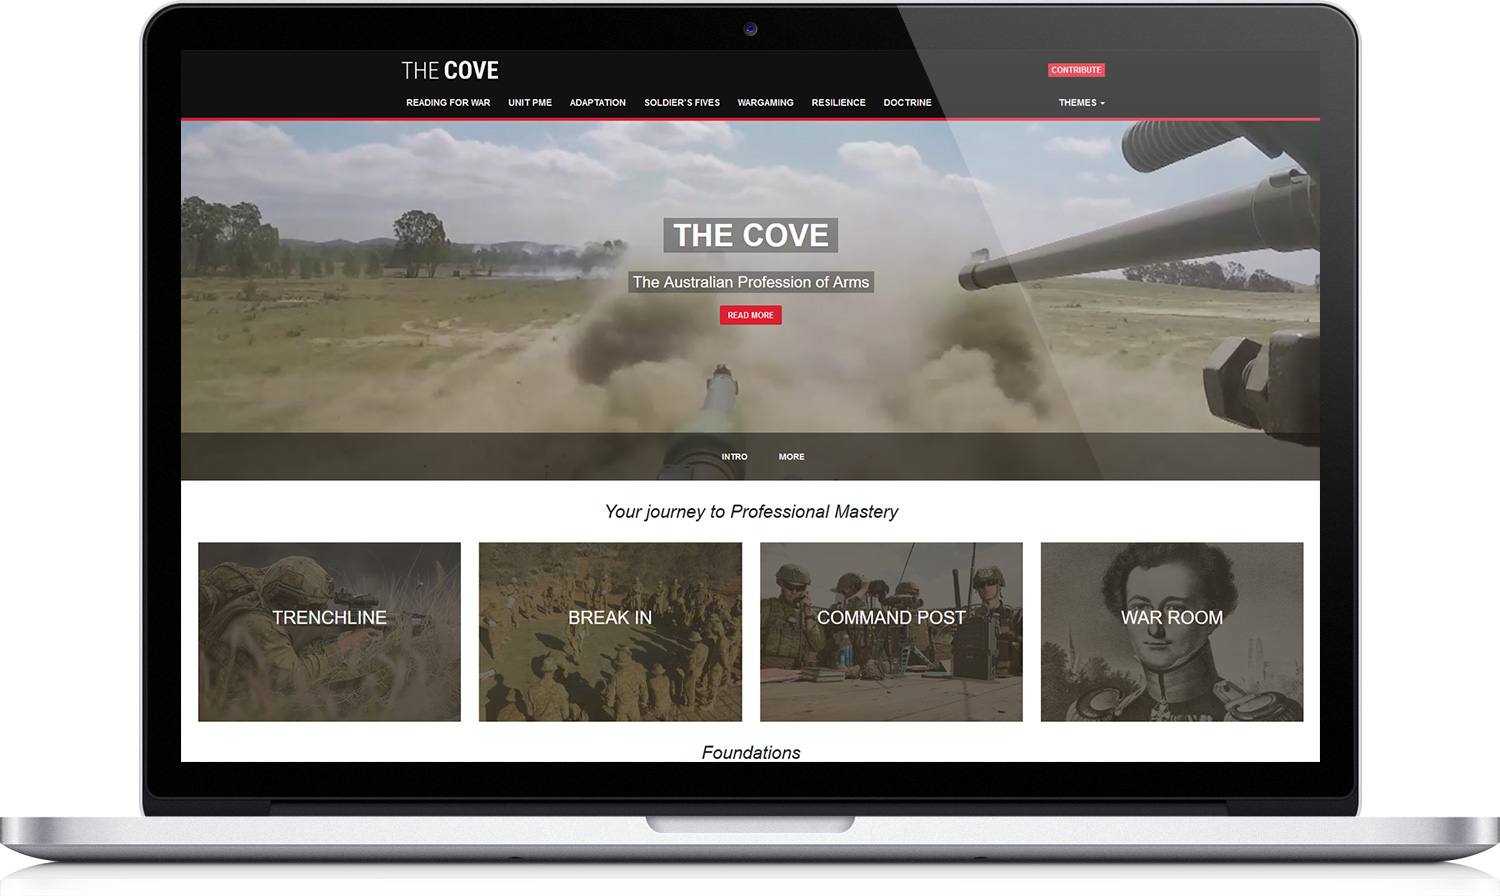 THE COVE
CONTRIBUTE
READING FOR WAR UNIT PME ADAPTATION SOLDIER'S FIVES WARGAMING RESILIENCE DOCTRINE THEMES
THE COVE
The Australian Profession of Arms
READ MORE
INTRO MORE
Your journey to Professional Mastery
TRENCHLINE BREAK IN COMMAND POST WAR ROOM
Foundations